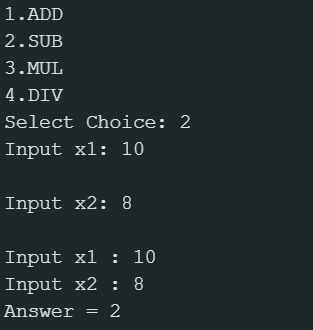 1.ADD
2.SUB
3.MUL
4.DIV
Select Choice: 2
Input x1: 10
Input x2: 8
Input x1 : 10
Input x2 : 8
Answer = 2